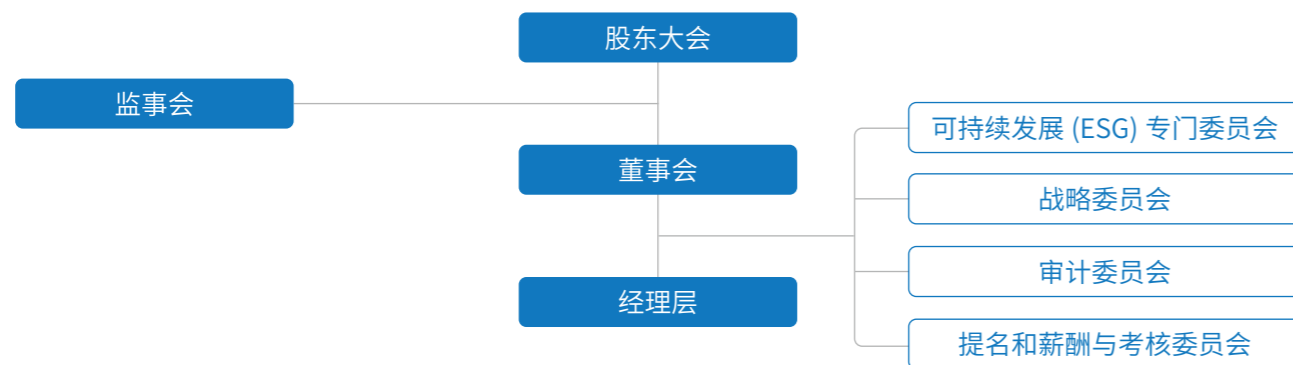 股东大会
监事会
董事会
经理层
可持续发展 (ESG) 专门委员会
战略委员会
审计委员会
提名和薪酬与考核委员会